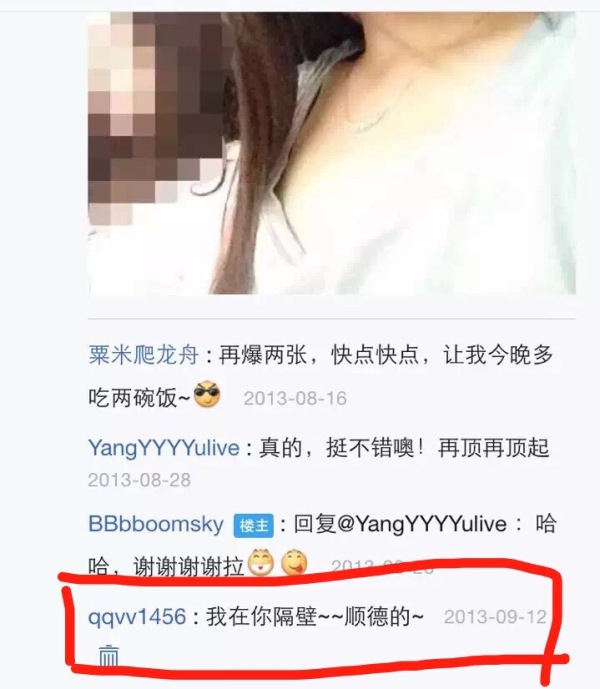 粟米爬龙舟 : 再爆两张，快点快点，让我今晚多
吃两碗饭~ 2013-08-16
YangYYYYulive : 真的，挺不错噢！再顶再顶起
2013-08-28
BBbboomsky 楼主 : 回复@YangYYYYulive ： 哈
哈，谢谢谢谢拉
qqvv1456 : 我在你隔壁~~顺德的~ 2013-09-12